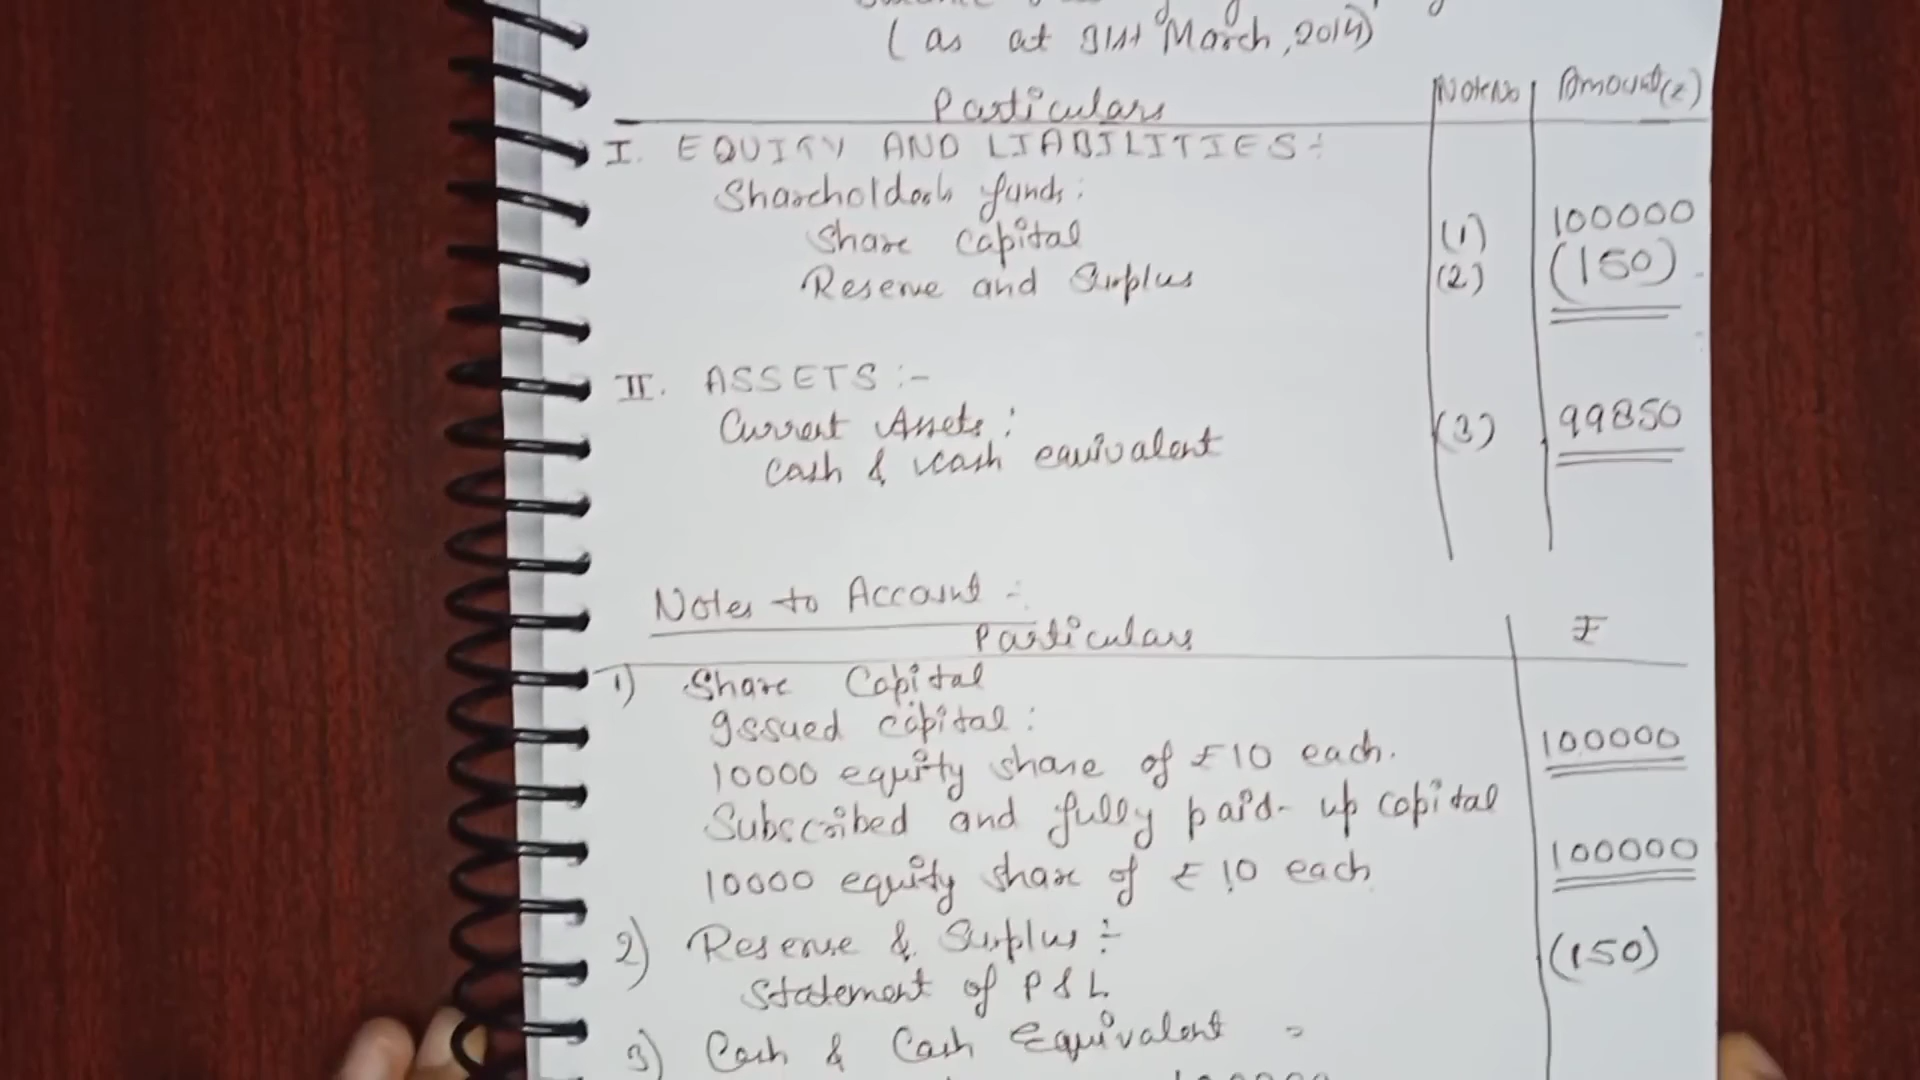 (as at 31st March, 2014)
Particulars Note No Amount(₹)
I. EQUITY AND LIABILITIES:-
Shareholders funds:
Share Capital (1) 100000
Reserve and Surplus (2) (150)
II. ASSETS :-
Current Assets:
Cash & cash equivalent (3) 99850
Notes to Account :-
Particulars ₹
1) Share Capital
Issued capital:
10000 equity share of ₹10 each. 100000
Subscribed and fully paid-up capital
10000 equity share of ₹10 each 100000
2) Reserve & Surplus :- (150)
Statement of P & L
3) Cash & Cash Equivalent